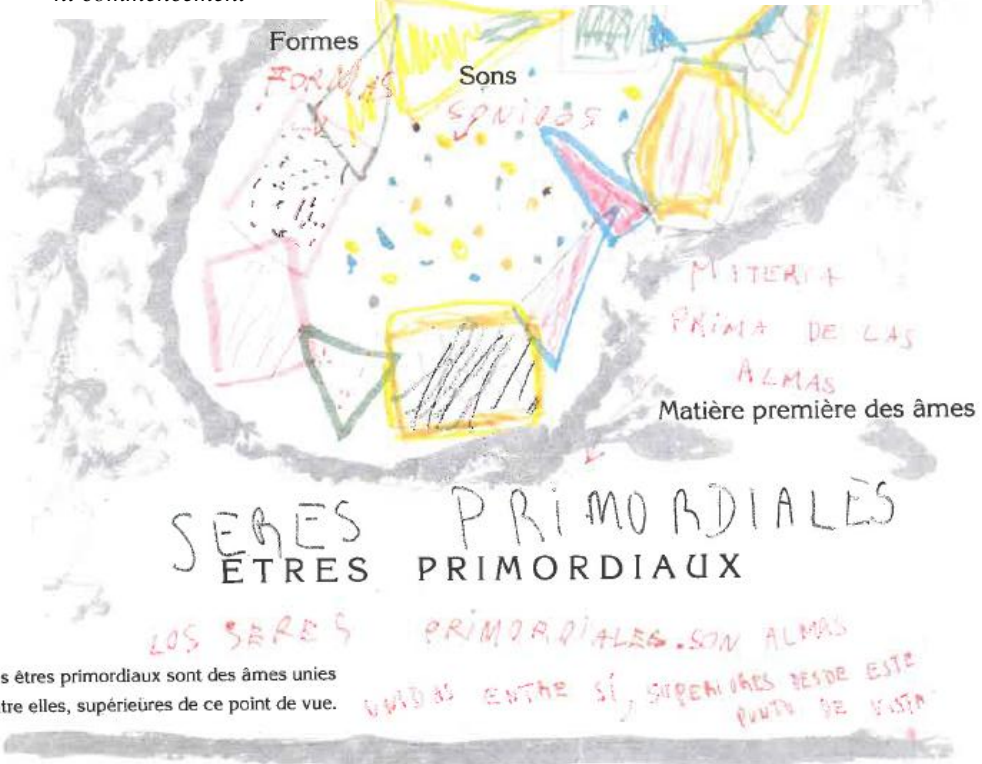 commencement
Formes
FORMAS
Sons
SONIDOS
MATERIA
PRIMA DE LAS
ALMAS
Matière première des âmes
SERES PRIMORDIALES
ETRES PRIMORDIAUX
LOS SERES PRIMORDIALES SON ALMAS
s êtres primordiaux sont des âmes unies
tre elles, supérieures de ce point de vue.
UNIDAS ENTRE SÍ, SUPERIORES DESDE ESTE
PUNTO DE VISTA